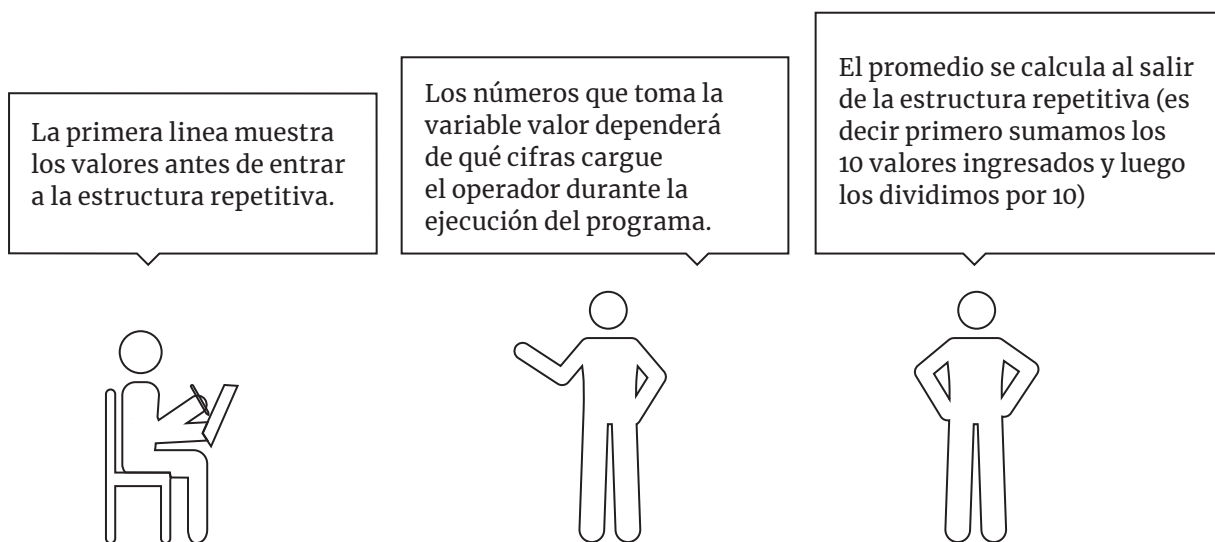 La primera linea muestra
los valores antes de entrar
a la estructura repetitiva.
Los números que toma la
variable valor dependerá
de qué cifras cargue
el operador durante la
ejecución del programa.
El promedio se calcula al salir
de la estructura repetitiva (es
decir primero sumamos los
10 valores ingresados y luego
los dividimos por 10)